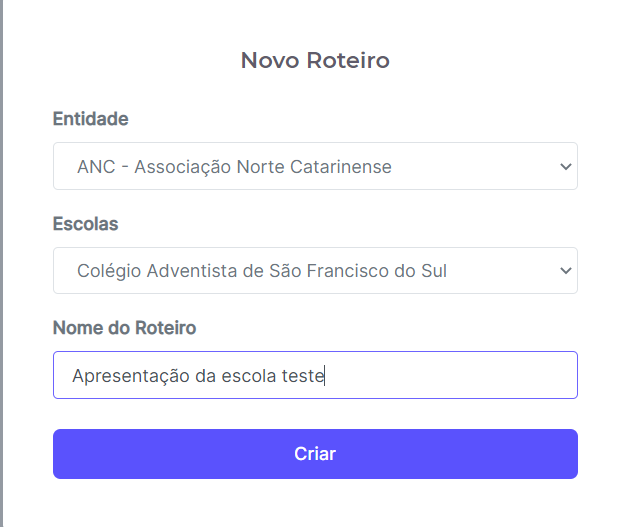 Novo Roteiro
Entidade
ANC - Associação Norte Catarinense
Escolas
Colégio Adventista de São Francisco do Sul
Nome do Roteiro
Apresentação da escola teste
Criar